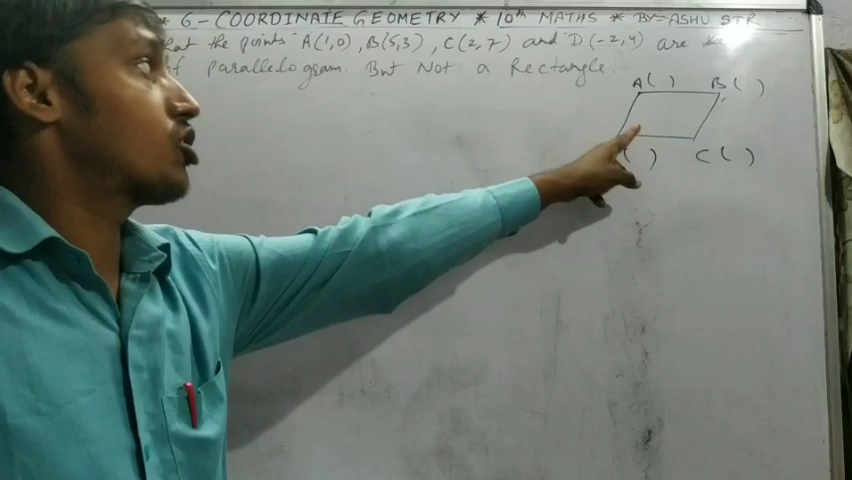 * 6 - COORDINATE GEOMETRY * 10th MATHS * BY- ASHU STR
that the points A(1,0), B(5,3), C(2,7) and D(-2,4) are the
of parallelogram. But Not a Rectangle.
A ( ) B ( )
( ) C ( )